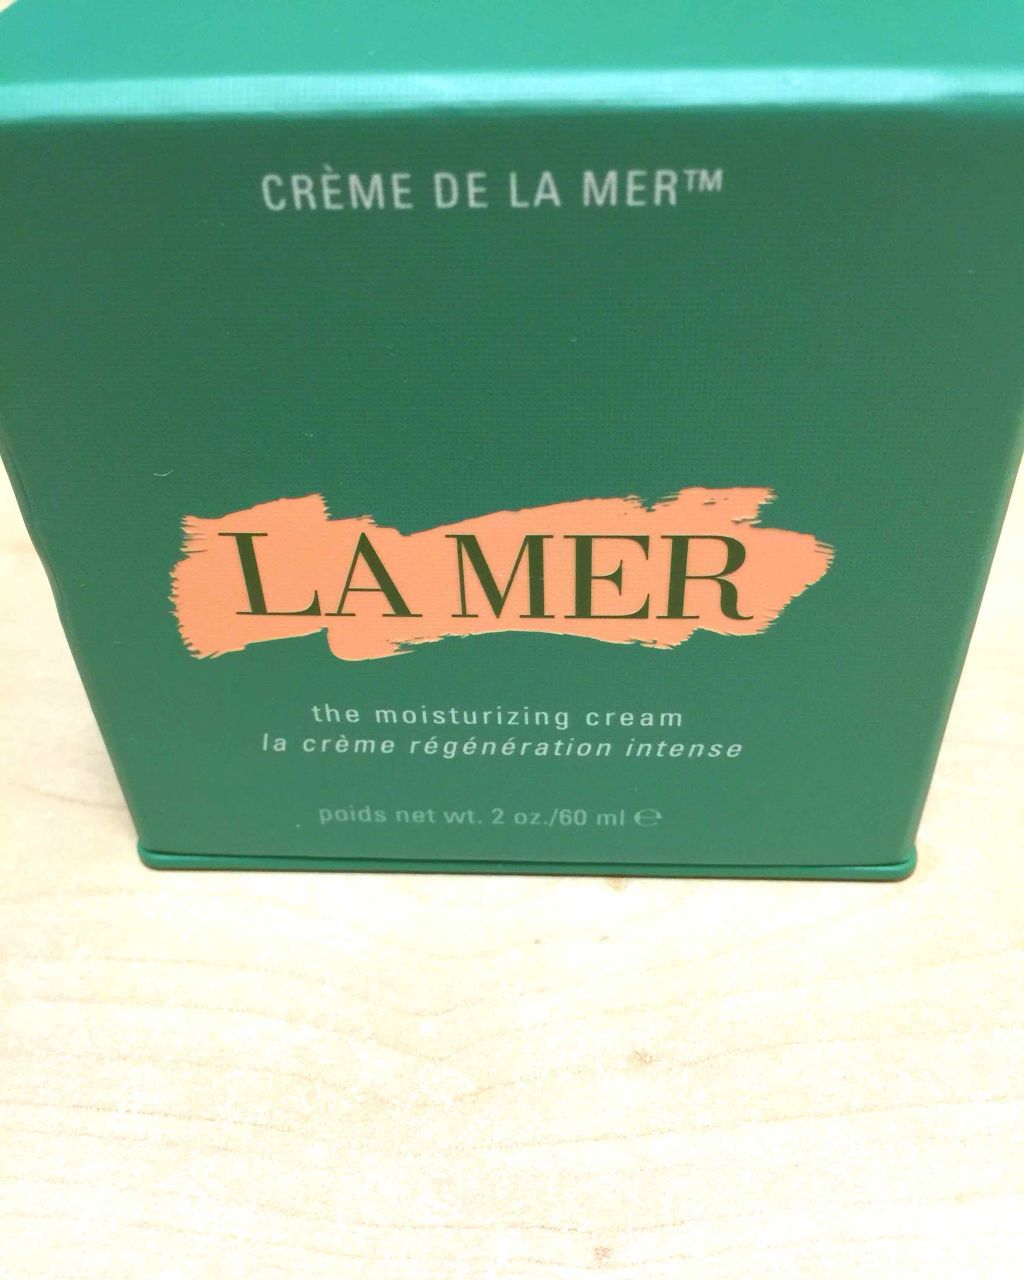 CRÈME DE LA MER™
LA MER
the moisturizing cream
la crème régénération intense
poids net wt. 2 oz./60 ml ℮